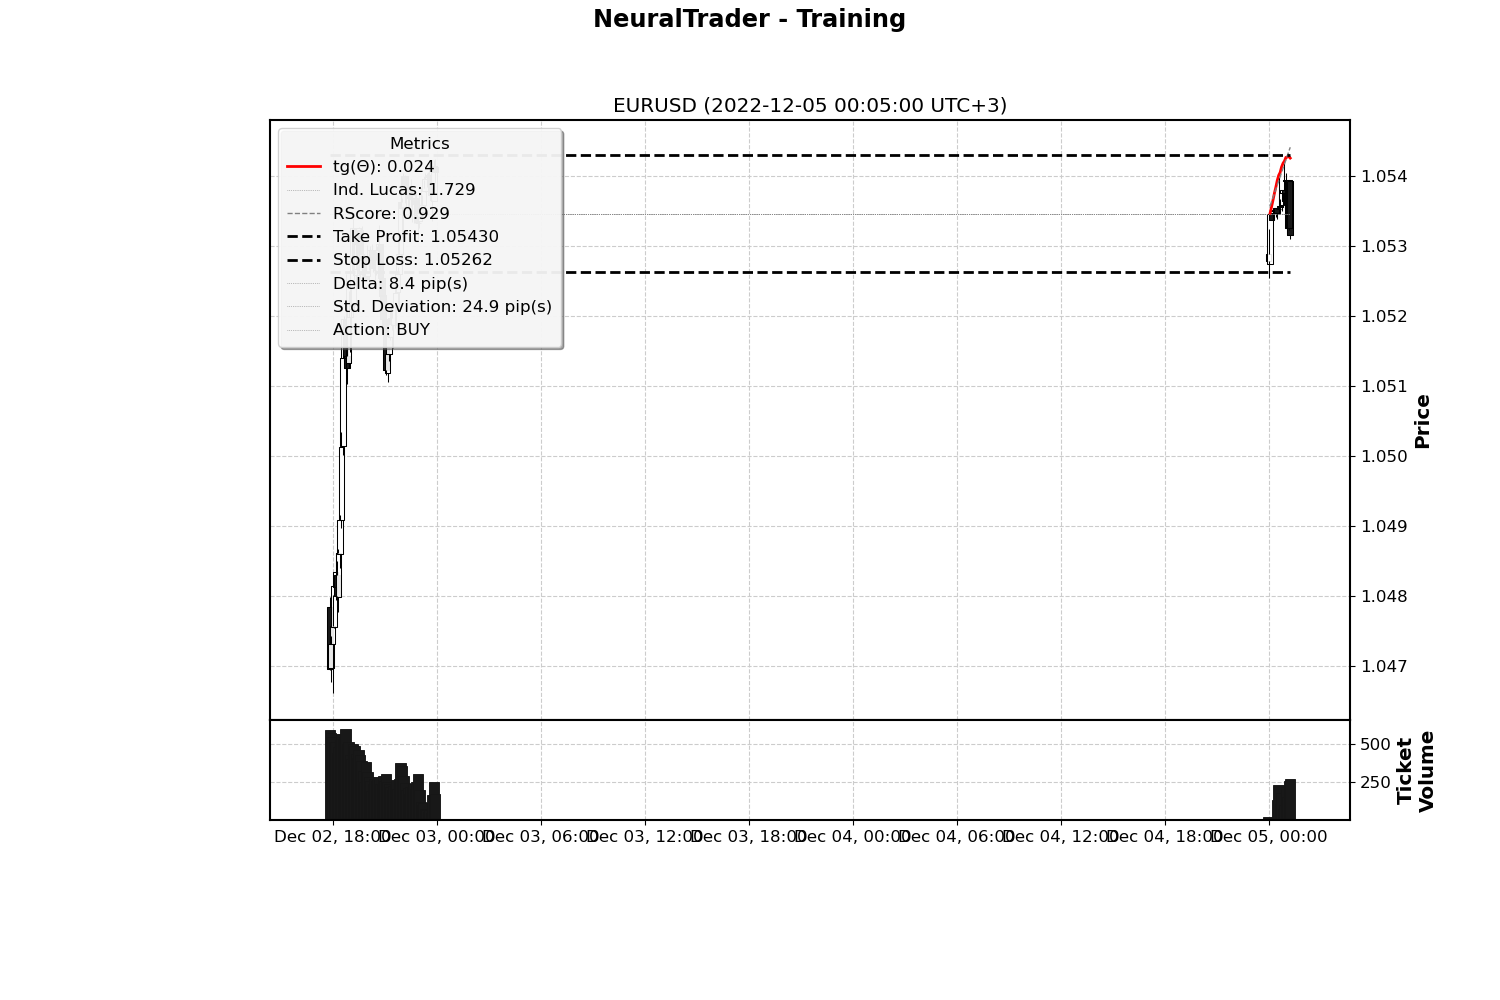 NeuralTrader - Training
EURUSD (2022-12-05 00:05:00 UTC+3)
Metrics
tg(Θ): 0.024
Ind. Lucas: 1.729
RScore: 0.929
Take Profit: 1.05430
Stop Loss: 1.05262
Delta: 8.4 pip(s)
Std. Deviation: 24.9 pip(s)
Action: BUY
1.054
1.053
1.052
1.051
1.050
1.049
1.048
1.047
Price
500
250
Ticket
Volume
Dec 02, 18:00 Dec 03, 00:00 Dec 03, 06:00 Dec 03, 12:00 Dec 03, 18:00 Dec 04, 00:00 Dec 04, 06:00 Dec 04, 12:00 Dec 04, 18:00 Dec 05, 00:00